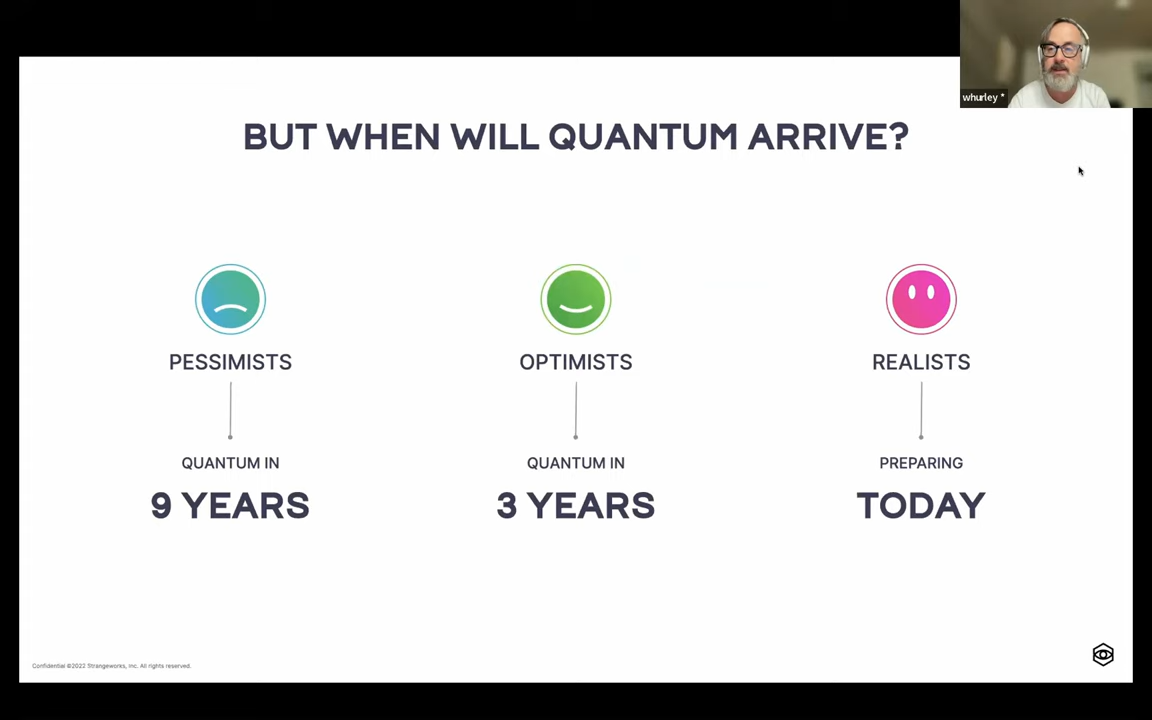 whurley *
BUT WHEN WILL QUANTUM ARRIVE?
PESSIMISTS
OPTIMISTS
REALISTS
QUANTUM IN
QUANTUM IN
PREPARING
9 YEARS
3 YEARS
TODAY
Confidential ©2022 Strangeworks, Inc. All rights reserved.